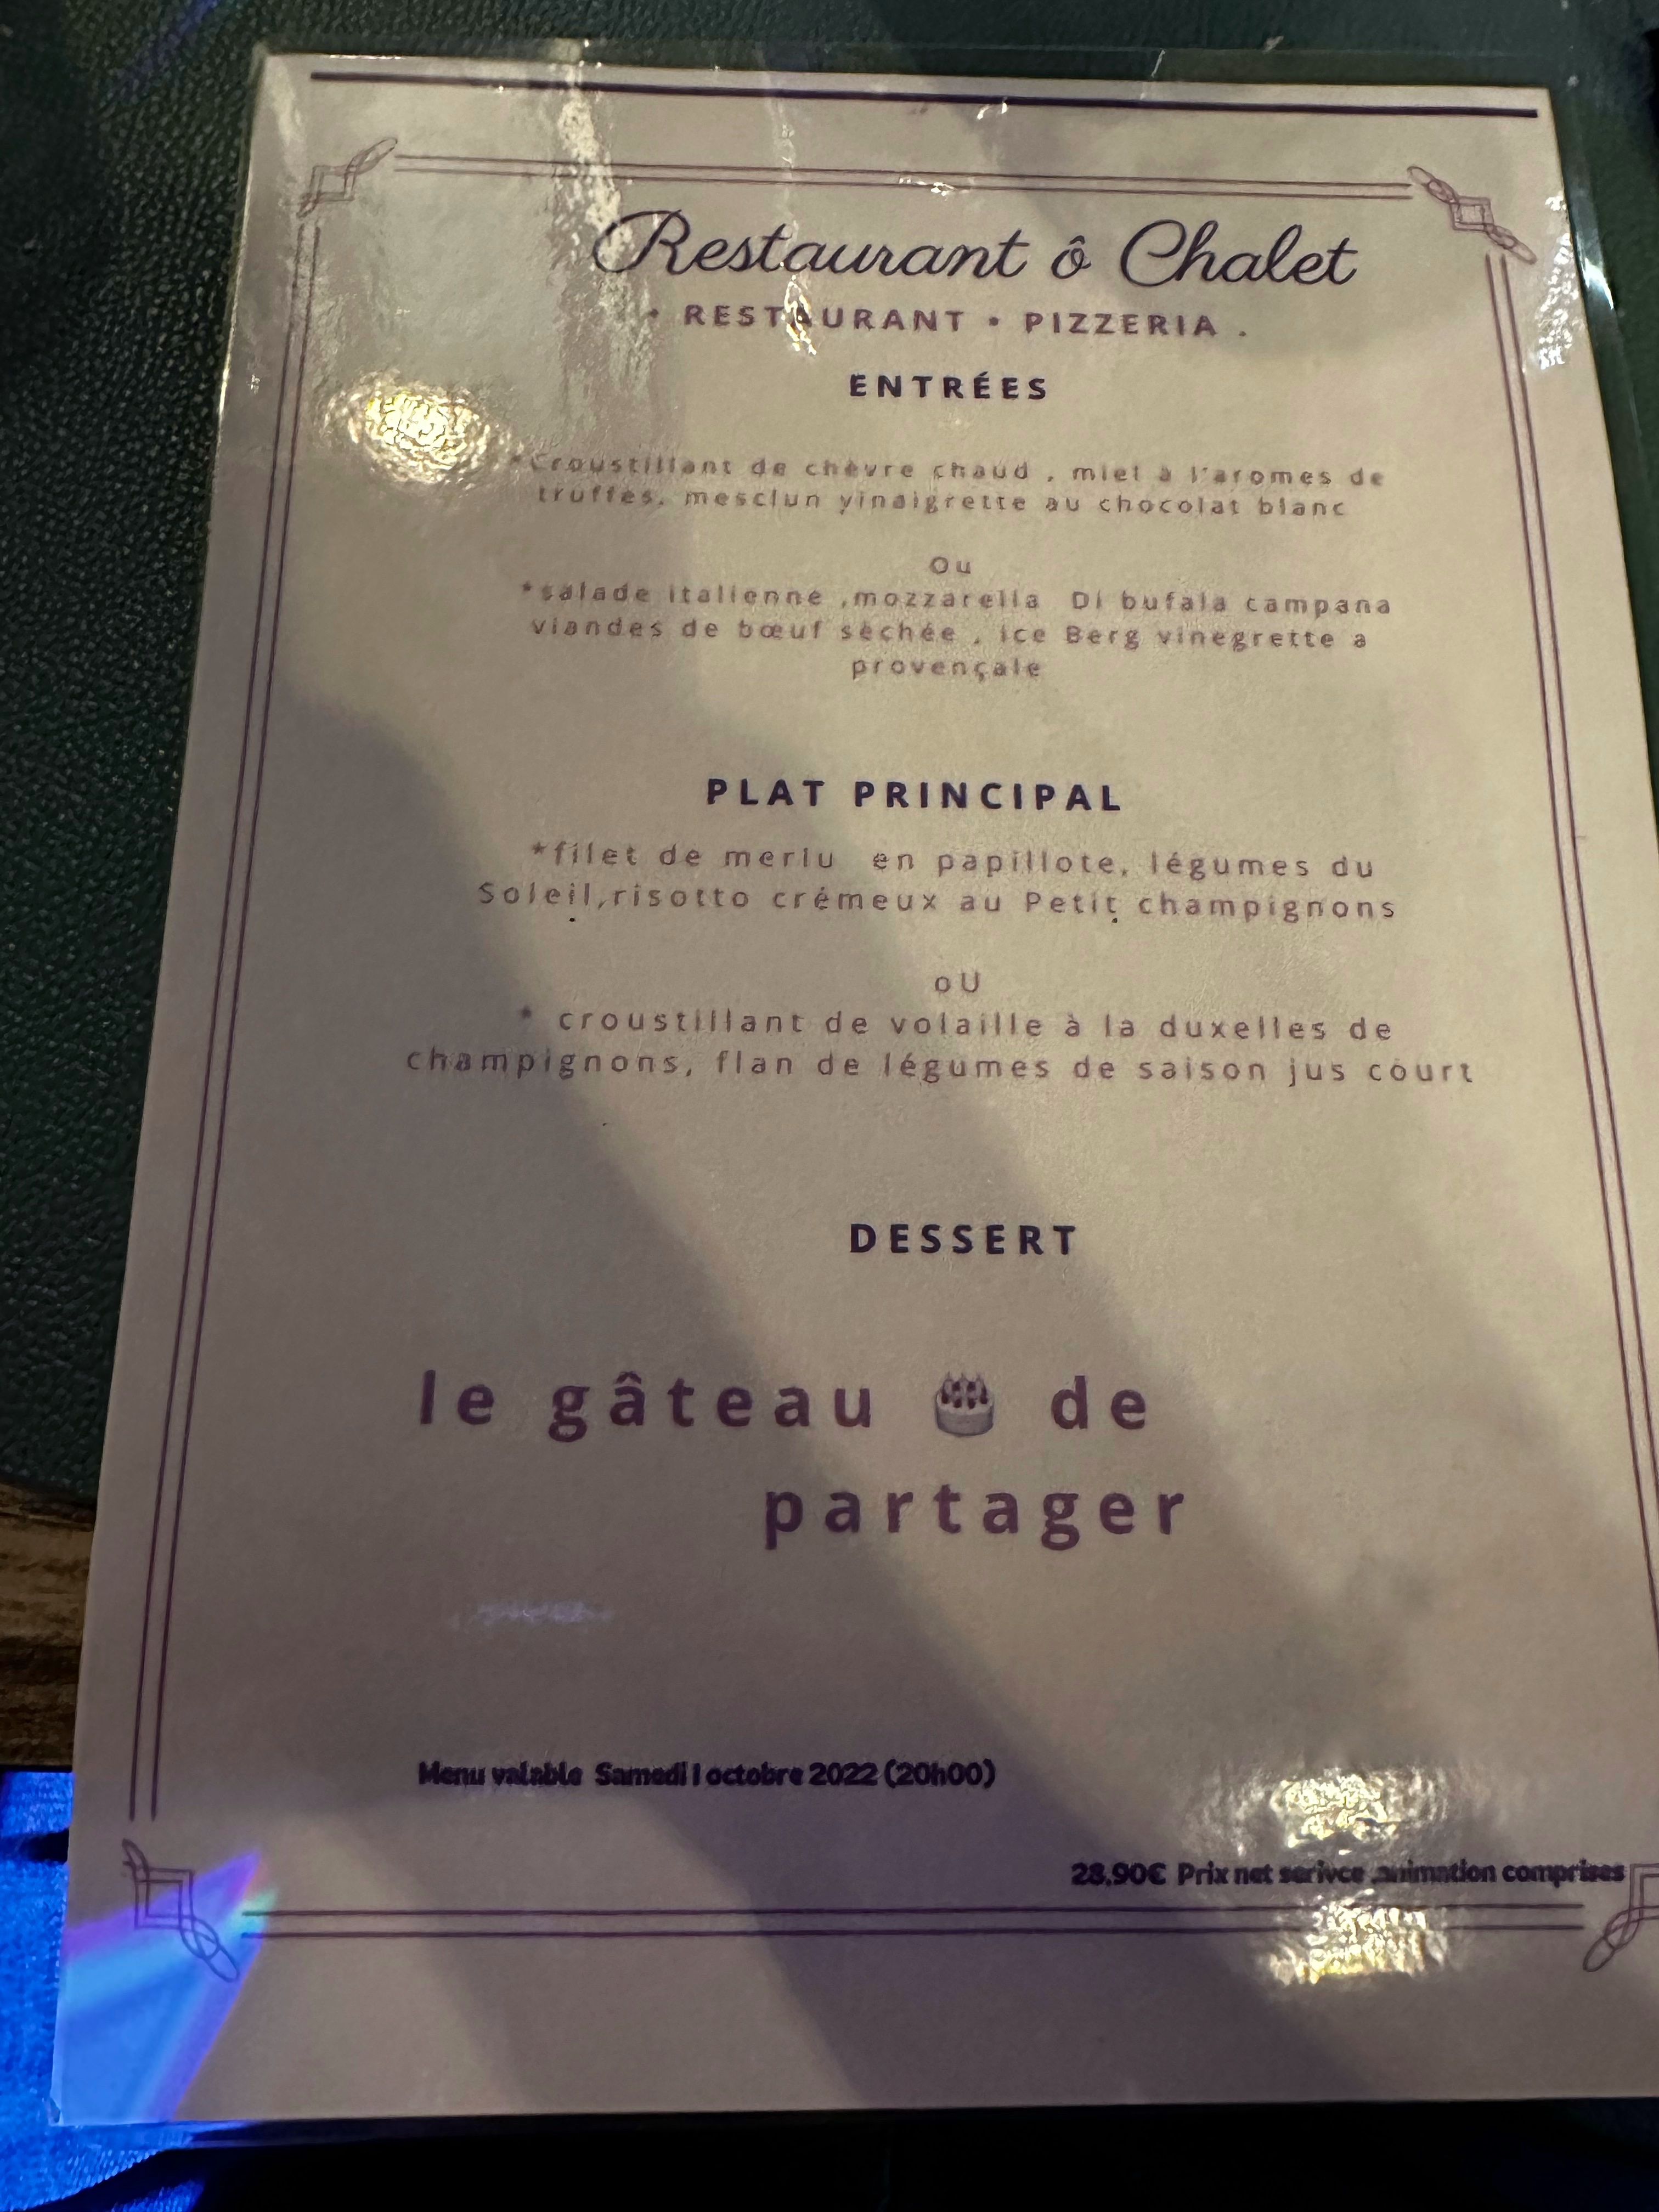 Restaurant ô Chalet
• RESTAURANT • PIZZERIA .
ENTRÉES
*Croustillant de chèvre chaud , miel à l'aromes de
truffes, mesclun vinaigrette au chocolat blanc
Ou
*salade italienne ,mozzarella Di bufala campana
viandes de bœuf séchée , ice Berg vinegrette a
provençale
PLAT PRINCIPAL
*filet de merlu en papillote, légumes du
Soleil,risotto crémeux au Petit champignons
oU
* croustillant de volaille à la duxelles de
champignons, flan de légumes de saison jus court
DESSERT
le gâteau 🎂 de
partager
Menu valable Samedi 1 octobre 2022 (20h00)
28,90€ Prix net serivce ,animation comprises